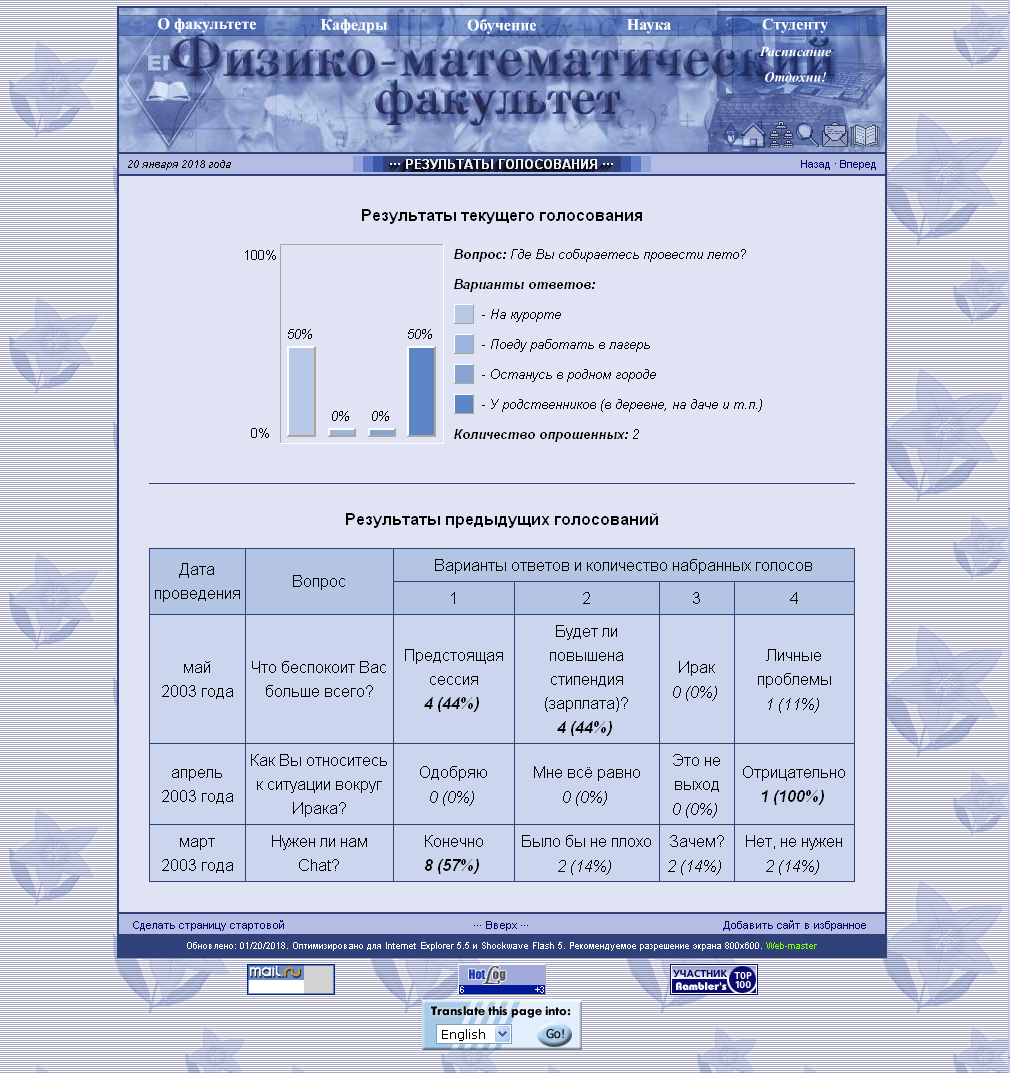 О факультете Кафедры Обучение Наука Студенту
Расписание
Отдохни!
ЕГУ
Физико-математический
факультет
20 января 2018 года ··· РЕЗУЛЬТАТЫ ГОЛОСОВАНИЯ ··· Назад · Вперед
Результаты текущего голосования
100%
50% 0% 0% 50%
0%
Вопрос: Где Вы собираетесь провести лето?
Варианты ответов:
- На курорте
- Поеду работать в лагерь
- Останусь в родном городе
- У родственников (в деревне, на даче и т.п.)
Количество опрошенных: 2
Результаты предыдущих голосований
Дата
проведения
Вопрос
Варианты ответов и количество набранных голосов
1 2 3 4
май
2003 года
Что беспокоит Вас
больше всего?
Предстоящая
сессия
4 (44%)
Будет ли
повышена
стипендия
(зарплата)?
4 (44%)
Ирак
0 (0%)
Личные
проблемы
1 (11%)
апрель
2003 года
Как Вы относитесь
к ситуации вокруг
Ирака?
Одобряю
0 (0%)
Мне всё равно
0 (0%)
Это не
выход
0 (0%)
Отрицательно
1 (100%)
март
2003 года
Нужен ли нам
Chat?
Конечно
8 (57%)
Было бы не плохо
2 (14%)
Зачем?
2 (14%)
Нет, не нужен
2 (14%)
Сделать страницу стартовой ··· Вверх ··· Добавить сайт в избранное
Обновлено: 01/20/2018. Оптимизировано для Internet Explorer 5.5 и Shockwave Flash 5. Рекомендуемое разрешение экрана 800x600. Web-master
mail.ru
HotLog
6 +3
УЧАСТНИК
Rambler's
TOP
100
Translate this page into:
English Go!